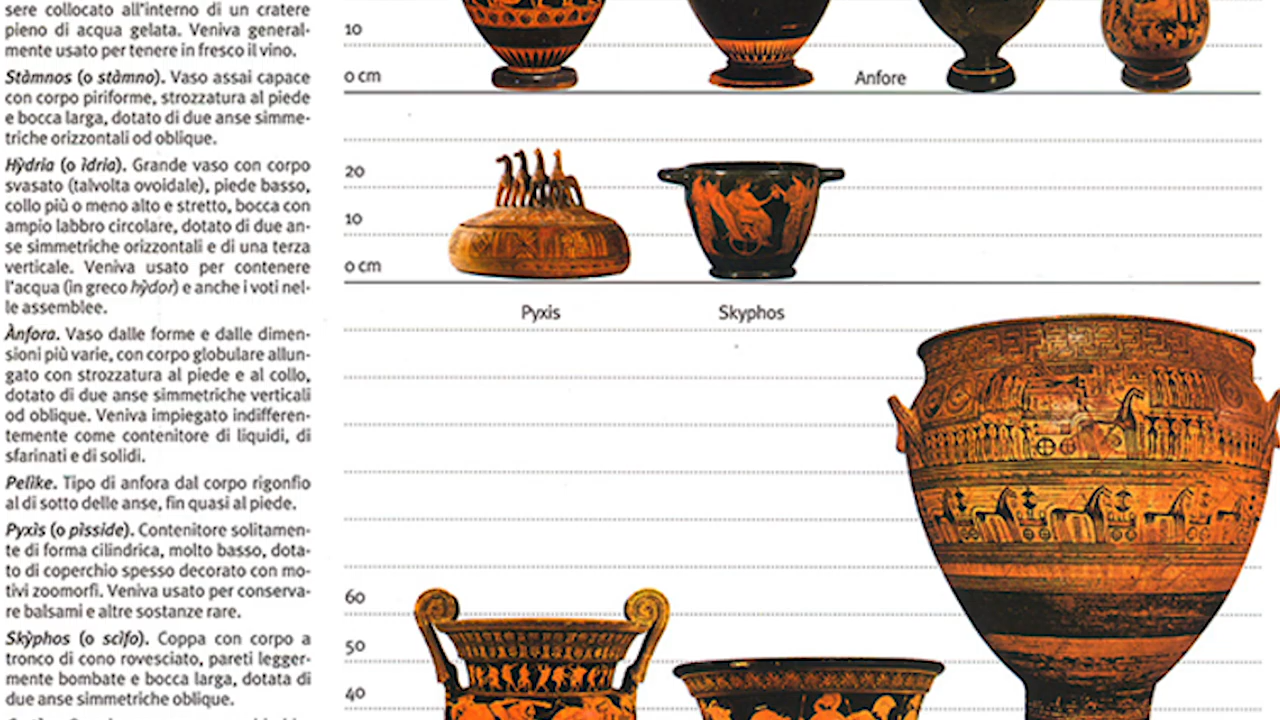 sere collocato all'interno di un cratere
pieno di acqua gelata. Veniva general-
mente usato per tenere in fresco il vino.
Stàmnos (o stàmno). Vaso assai capace
con corpo piriforme, strozzatura al piede
e bocca larga, dotato di due anse simme-
triche orizzontali od oblique.
Hỳdria (o ìdria). Grande vaso con corpo
svasato (talvolta ovoidale), piede basso,
collo più o meno alto e stretto, bocca con
ampio labbro circolare, dotato di due an-
se simmetriche orizzontali e di una terza
verticale. Veniva usato per contenere
l'acqua (in greco hỳdor) e anche i voti nel-
le assemblee.
Ànfora. Vaso dalle forme e dalle dimen-
sioni più varie, con corpo globulare allun-
gato con strozzatura al piede e al collo,
dotato di due anse simmetriche verticali
od oblique. Veniva impiegato indifferen-
temente come contenitore di liquidi, di
sfarinati e di solidi.
Pelìke. Tipo di anfora dal corpo rigonfio
al di sotto delle anse, fin quasi al piede.
Pyxìs (o pìsside). Contenitore solitamen-
te di forma cilindrica, molto basso, dota-
to di coperchio spesso decorato con mo-
tivi zoomorfi. Veniva usato per conserva-
re balsami e altre sostanze rare.
Skỳphos (o scìfo). Coppa con corpo a
tronco di cono rovesciato, pareti legger-
mente bombate e bocca larga, dotata di
due anse simmetriche oblique.
10
0 cm
Anfore
20
10
0 cm
Pyxis
Skyphos
60
50
40